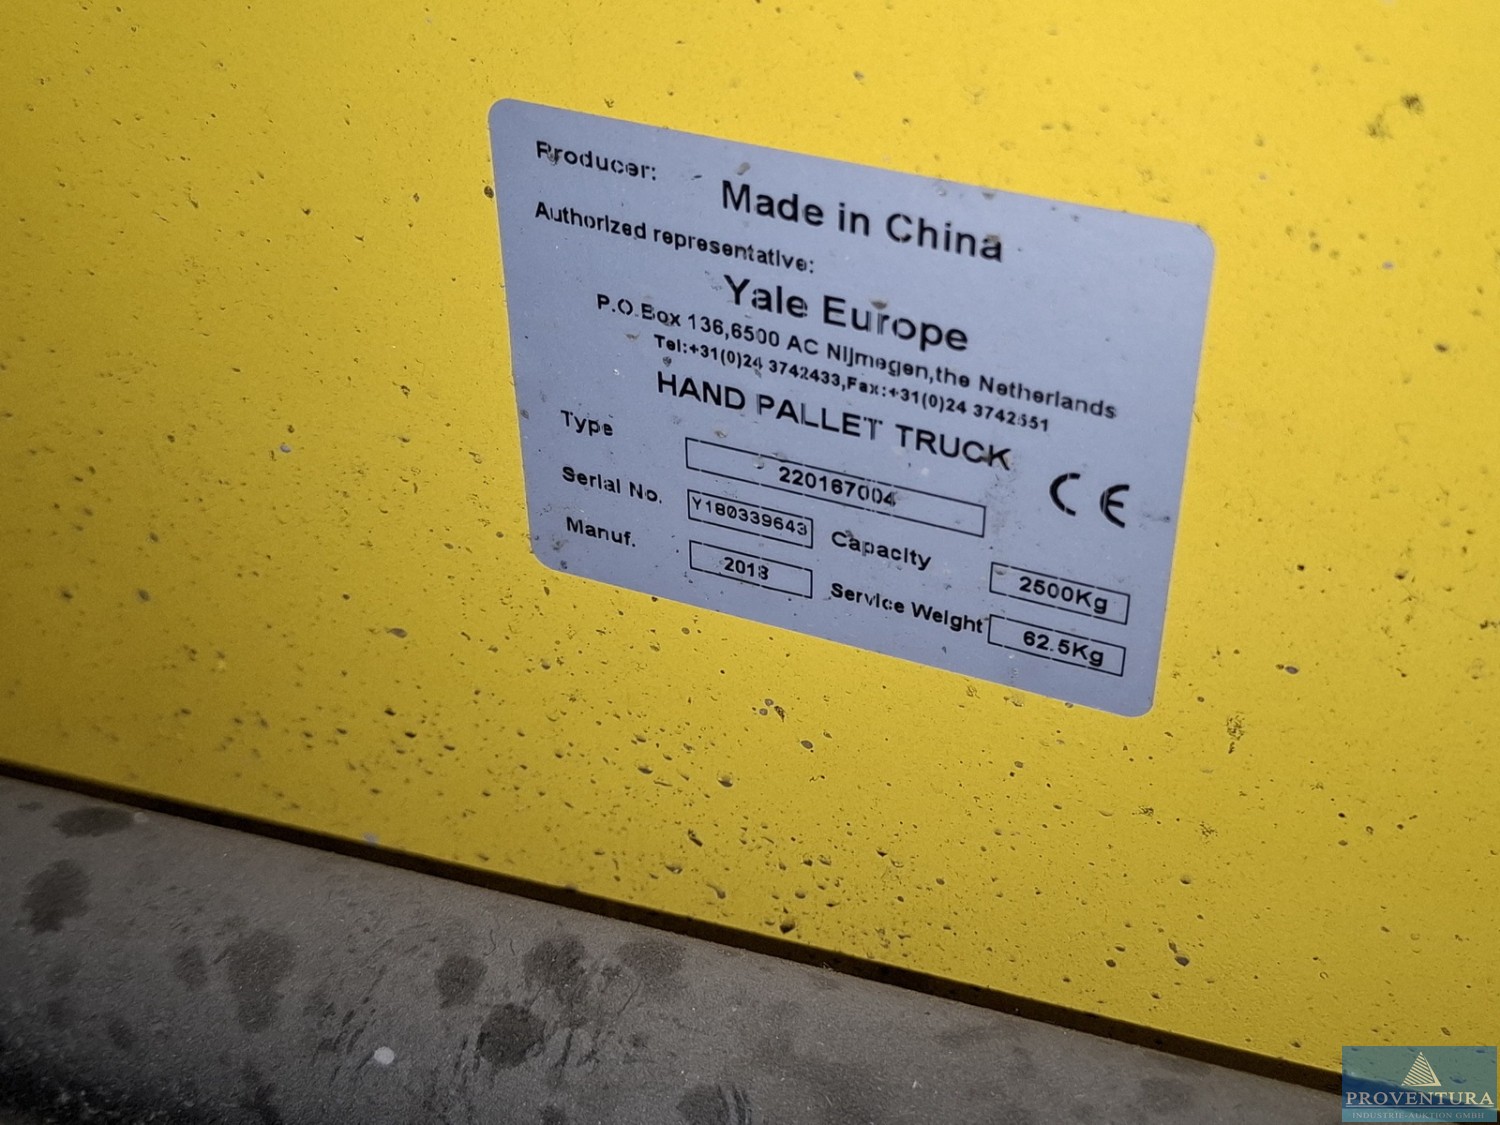 Producer:
Made in China
Authorized representative:
Yale Europe
P.O.Box 136,6500 AC Nijmegen,the Netherlands
Tel:+31(0)24 3742433,Fax:+31(0)24 3742551
HAND PALLET TRUCK
Type 220167004 CE
Serial No. Y180339643 Capacity 2500Kg
Manuf. 2018 Service Weight 62.5Kg
PROVENTURA
INDUSTRIE-AUKTION GMBH